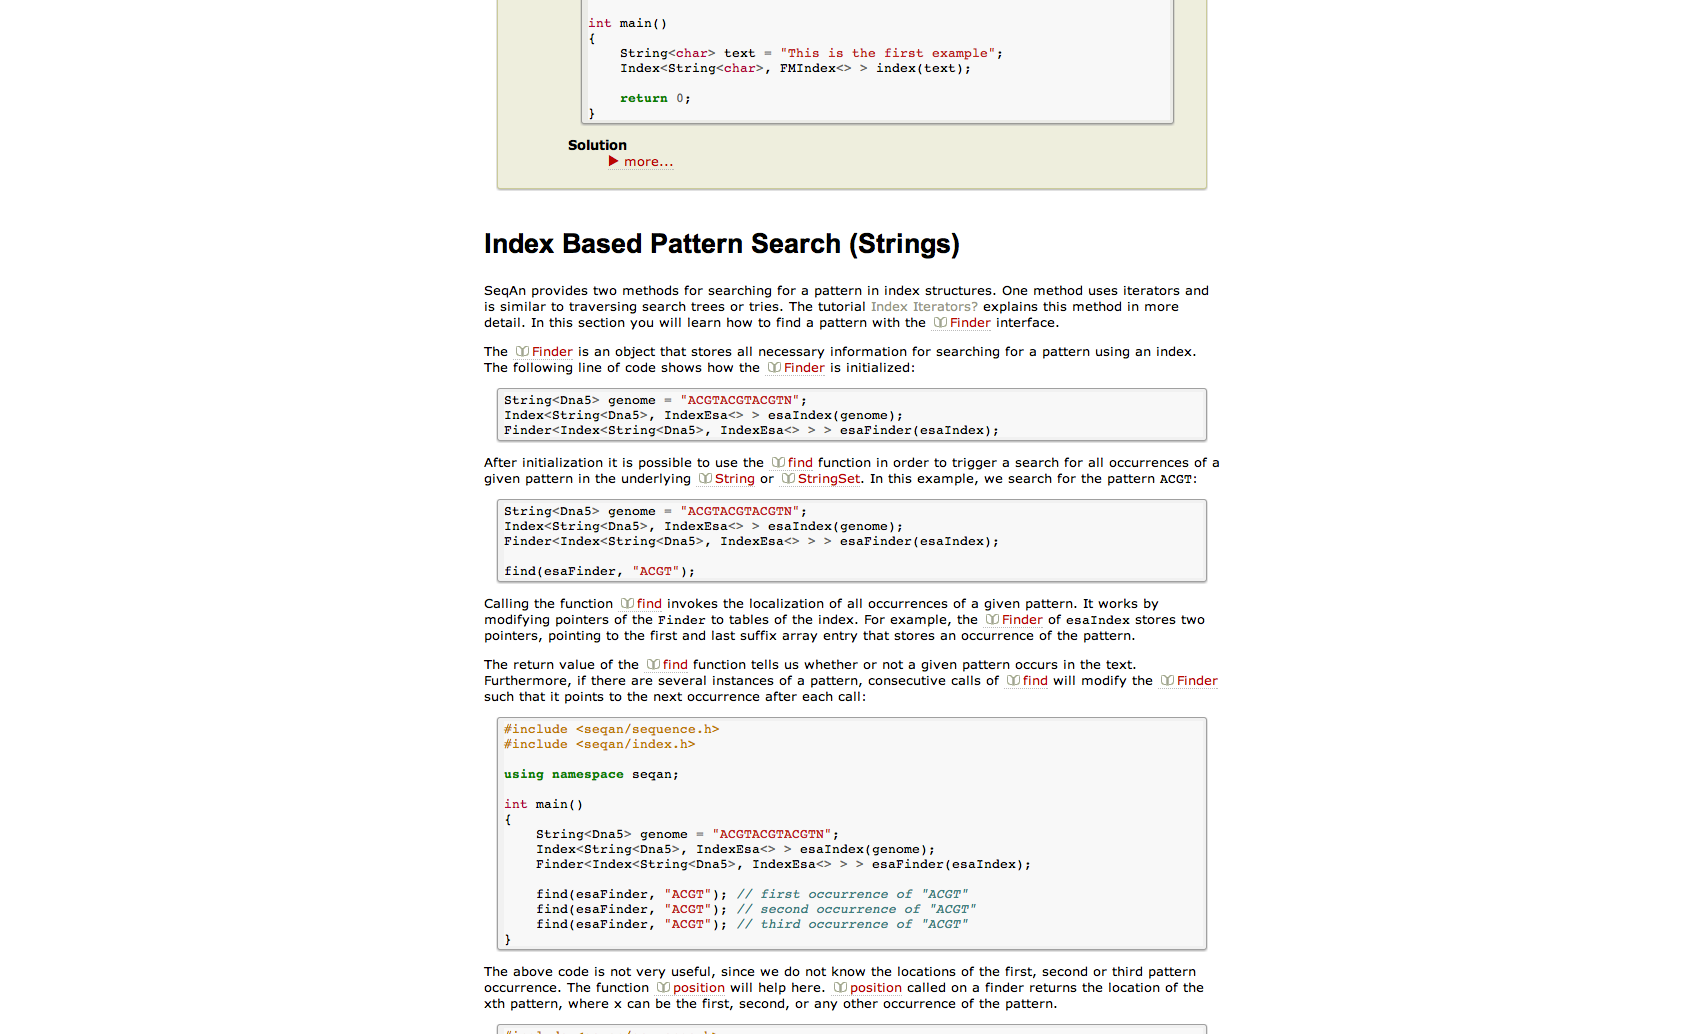 int main()
{
    String<char> text = "This is the first example";
    Index<String<char>, FMIndex<> > index(text);
    return 0;
}
Solution
more...
Index Based Pattern Search (Strings)
SeqAn provides two methods for searching for a pattern in index structures. One method uses iterators and
is similar to traversing search trees or tries. The tutorial Index Iterators? explains this method in more
detail. In this section you will learn how to find a pattern with the Finder interface.
The Finder is an object that stores all necessary information for searching for a pattern using an index.
The following line of code shows how the Finder is initialized:
String<Dna5> genome = "ACGTACGTACGTN";
Index<String<Dna5>, IndexEsa<> > esaIndex(genome);
Finder<Index<String<Dna5>, IndexEsa<> > > esaFinder(esaIndex);
After initialization it is possible to use the find function in order to trigger a search for all occurrences of a
given pattern in the underlying String or StringSet. In this example, we search for the pattern ACGT:
String<Dna5> genome = "ACGTACGTACGTN";
Index<String<Dna5>, IndexEsa<> > esaIndex(genome);
Finder<Index<String<Dna5>, IndexEsa<> > > esaFinder(esaIndex);
find(esaFinder, "ACGT");
Calling the function find invokes the localization of all occurrences of a given pattern. It works by
modifying pointers of the Finder to tables of the index. For example, the Finder of esaIndex stores two
pointers, pointing to the first and last suffix array entry that stores an occurrence of the pattern.
The return value of the find function tells us whether or not a given pattern occurs in the text.
Furthermore, if there are several instances of a pattern, consecutive calls of find will modify the Finder
such that it points to the next occurrence after each call:
#include <seqan/sequence.h>
#include <seqan/index.h>
using namespace seqan;
int main()
{
    String<Dna5> genome = "ACGTACGTACGTN";
    Index<String<Dna5>, IndexEsa<> > esaIndex(genome);
    Finder<Index<String<Dna5>, IndexEsa<> > > esaFinder(esaIndex);
    find(esaFinder, "ACGT"); // first occurrence of "ACGT"
    find(esaFinder, "ACGT"); // second occurrence of "ACGT"
    find(esaFinder, "ACGT"); // third occurrence of "ACGT"
}
The above code is not very useful, since we do not know the locations of the first, second or third pattern
occurrence. The function position will help here. position called on a finder returns the location of the
xth pattern, where x can be the first, second, or any other occurrence of the pattern.